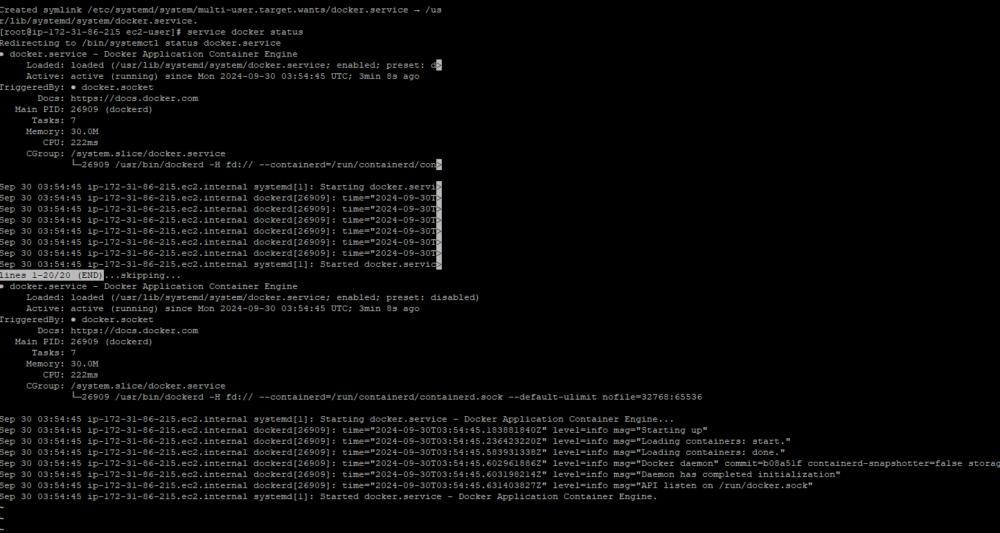 Created symlink /etc/systemd/system/multi-user.target.wants/docker.service → /us
r/lib/systemd/system/docker.service.
[root@ip-172-31-86-215 ec2-user]# service docker status
Redirecting to /bin/systemctl status docker.service
● docker.service - Docker Application Container Engine
     Loaded: loaded (/usr/lib/systemd/system/docker.service; enabled; preset: d>
     Active: active (running) since Mon 2024-09-30 03:54:45 UTC; 3min 8s ago
TriggeredBy: ● docker.socket
       Docs: https://docs.docker.com
   Main PID: 26909 (dockerd)
      Tasks: 7
     Memory: 30.0M
        CPU: 222ms
     CGroup: /system.slice/docker.service
             └─26909 /usr/bin/dockerd -H fd:// --containerd=/run/containerd/con>
Sep 30 03:54:45 ip-172-31-86-215.ec2.internal systemd[1]: Starting docker.servi>
Sep 30 03:54:45 ip-172-31-86-215.ec2.internal dockerd[26909]: time="2024-09-30T>
Sep 30 03:54:45 ip-172-31-86-215.ec2.internal dockerd[26909]: time="2024-09-30T>
Sep 30 03:54:45 ip-172-31-86-215.ec2.internal dockerd[26909]: time="2024-09-30T>
Sep 30 03:54:45 ip-172-31-86-215.ec2.internal dockerd[26909]: time="2024-09-30T>
Sep 30 03:54:45 ip-172-31-86-215.ec2.internal dockerd[26909]: time="2024-09-30T>
Sep 30 03:54:45 ip-172-31-86-215.ec2.internal dockerd[26909]: time="2024-09-30T>
Sep 30 03:54:45 ip-172-31-86-215.ec2.internal systemd[1]: Started docker.servic>
lines 1-20/20 (END)...skipping...
● docker.service - Docker Application Container Engine
     Loaded: loaded (/usr/lib/systemd/system/docker.service; enabled; preset: disabled)
     Active: active (running) since Mon 2024-09-30 03:54:45 UTC; 3min 8s ago
TriggeredBy: ● docker.socket
       Docs: https://docs.docker.com
   Main PID: 26909 (dockerd)
      Tasks: 7
     Memory: 30.0M
        CPU: 222ms
     CGroup: /system.slice/docker.service
             └─26909 /usr/bin/dockerd -H fd:// --containerd=/run/containerd/containerd.sock --default-ulimit nofile=32768:65536
Sep 30 03:54:45 ip-172-31-86-215.ec2.internal systemd[1]: Starting docker.service - Docker Application Container Engine...
Sep 30 03:54:45 ip-172-31-86-215.ec2.internal dockerd[26909]: time="2024-09-30T03:54:45.183881840Z" level=info msg="Starting up"
Sep 30 03:54:45 ip-172-31-86-215.ec2.internal dockerd[26909]: time="2024-09-30T03:54:45.236423220Z" level=info msg="Loading containers: start."
Sep 30 03:54:45 ip-172-31-86-215.ec2.internal dockerd[26909]: time="2024-09-30T03:54:45.583931338Z" level=info msg="Loading containers: done."
Sep 30 03:54:45 ip-172-31-86-215.ec2.internal dockerd[26909]: time="2024-09-30T03:54:45.602961886Z" level=info msg="Docker daemon" commit=b08a51f containerd-snapshotter=false storag
Sep 30 03:54:45 ip-172-31-86-215.ec2.internal dockerd[26909]: time="2024-09-30T03:54:45.603198214Z" level=info msg="Daemon has completed initialization"
Sep 30 03:54:45 ip-172-31-86-215.ec2.internal dockerd[26909]: time="2024-09-30T03:54:45.631403827Z" level=info msg="API listen on /run/docker.sock"
Sep 30 03:54:45 ip-172-31-86-215.ec2.internal systemd[1]: Started docker.service - Docker Application Container Engine.
~
~
~